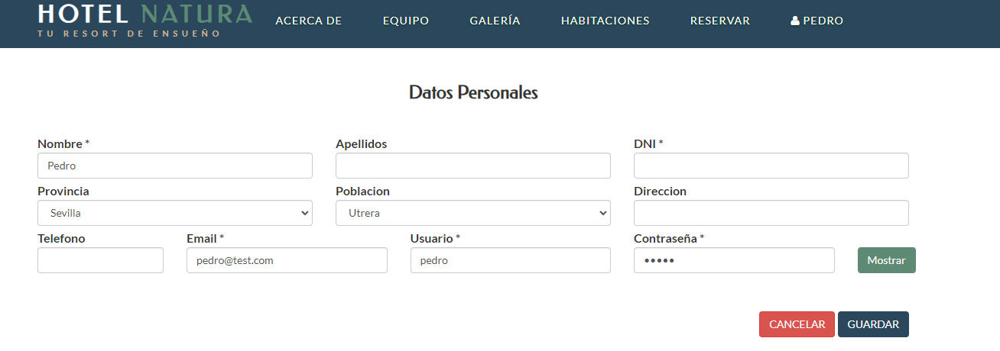 HOTEL NATURA
TU RESORT DE ENSUEÑO
ACERCA DE EQUIPO GALERÍA HABITACIONES RESERVAR PEDRO
Datos Personales
Nombre * Apellidos DNI *
Pedro
Provincia Poblacion Direccion
Sevilla Utrera
Telefono Email * Usuario * Contraseña *
pedro@test.com pedro ••••• Mostrar
CANCELAR GUARDAR